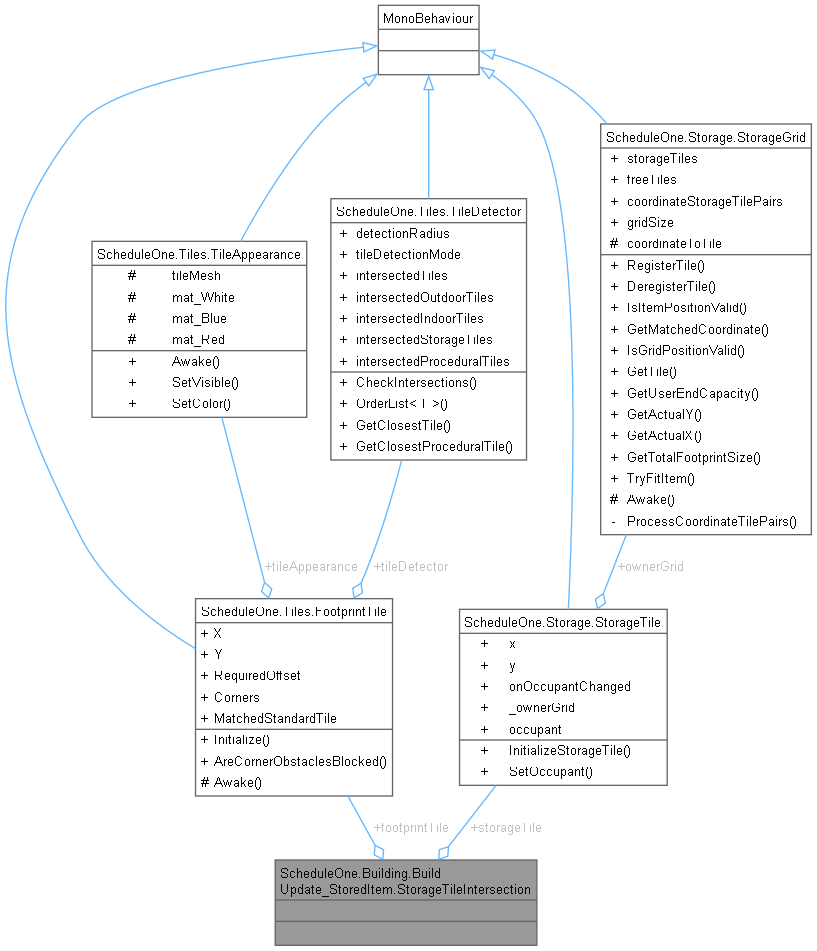 MonoBehaviour
ScheduleOne.Storage.StorageGrid
+ storageTiles
+ freeTiles
+ coordinateStorageTilePairs
+ gridSize
# coordinateToTile
+ RegisterTile()
+ DeregisterTile()
+ IsItemPositionValid()
+ GetMatchedCoordinate()
+ IsGridPositionValid()
+ GetTile()
+ GetUserEndCapacity()
+ GetActualY()
+ GetActualX()
+ GetTotalFootprintSize()
+ TryFitItem()
# Awake()
- ProcessCoordinateTilePairs()
ScheduleOne.Tiles.TileDetector
+ detectionRadius
+ tileDetectionMode
+ intersectedTiles
+ intersectedOutdoorTiles
+ intersectedIndoorTiles
+ intersectedStorageTiles
+ intersectedProceduralTiles
+ CheckIntersections()
+ OrderList< T >()
+ GetClosestTile()
+ GetClosestProceduralTile()
ScheduleOne.Tiles.TileAppearance
# tileMesh
# mat_White
# mat_Blue
# mat_Red
+ Awake()
+ SetVisible()
+ SetColor()
+tileAppearance
+tileDetector
+ownerGrid
ScheduleOne.Tiles.FootprintTile
+ X
+ Y
+ RequiredOffset
+ Corners
+ MatchedStandardTile
+ Initialize()
+ AreCornerObstaclesBlocked()
# Awake()
ScheduleOne.Storage.StorageTile
+ x
+ y
+ onOccupantChanged
+ _ownerGrid
+ occupant
+ InitializeStorageTile()
+ SetOccupant()
+footprintTile
+storageTile
ScheduleOne.Building.Build
Update_StoredItem.StorageTileIntersection